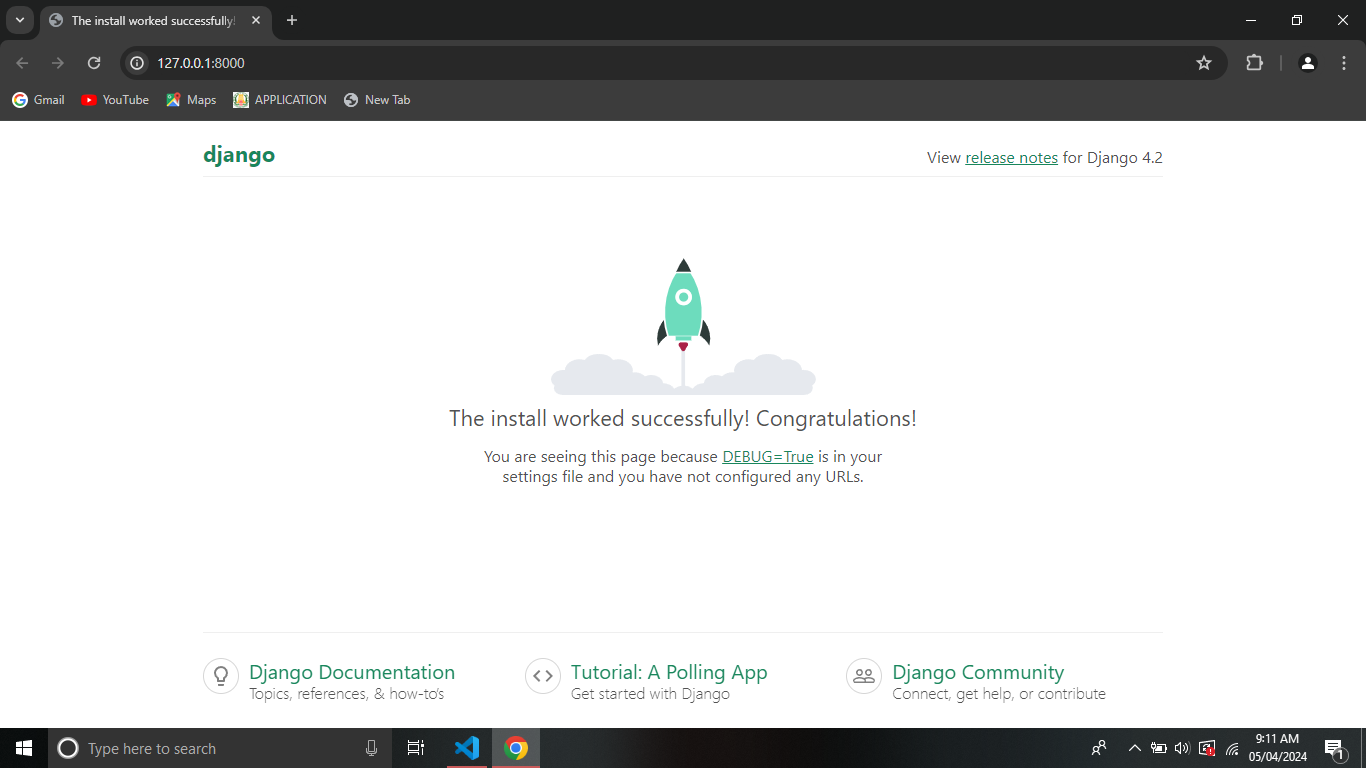 The install worked successfully!
127.0.0.1:8000
Gmail YouTube Maps APPLICATION New Tab
django
View release notes for Django 4.2
The install worked successfully! Congratulations!
You are seeing this page because DEBUG=True is in your
settings file and you have not configured any URLs.
Django Documentation
Topics, references, & how-to's
Tutorial: A Polling App
Get started with Django
Django Community
Connect, get help, or contribute
Type here to search
9:11 AM
05/04/2024
1